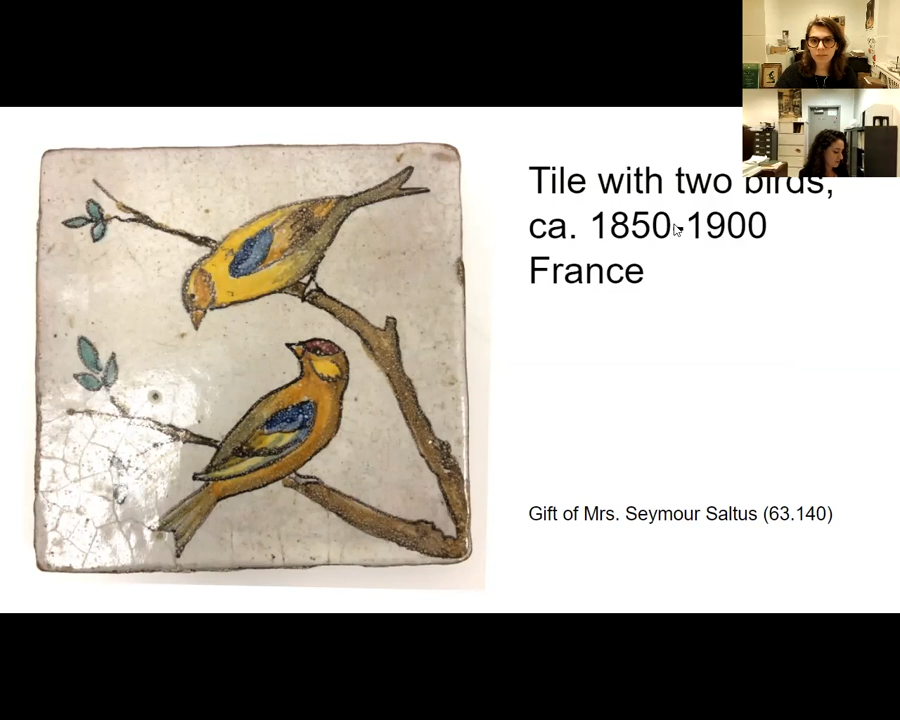 Tile with two birds,
ca. 1850-1900
France
Gift of Mrs. Seymour Saltus (63.140)